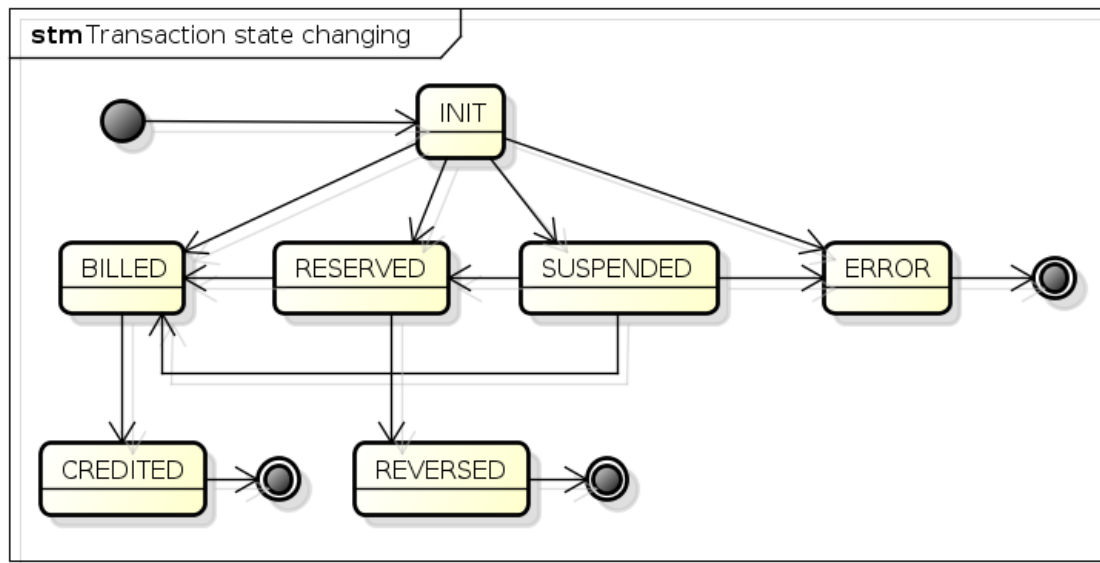 stm Transaction state changing
INIT
BILLED
RESERVED
SUSPENDED
ERROR
CREDITED
REVERSED